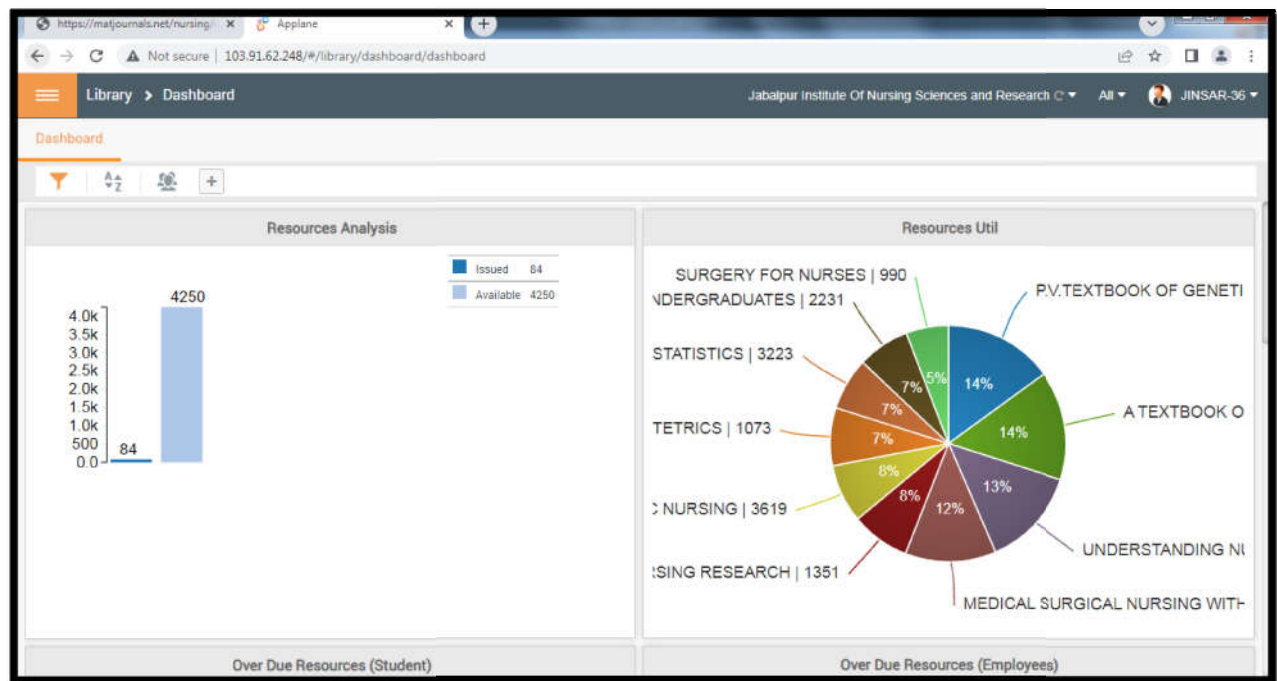 https://matjournals.net/nursing/ Applane
Not secure | 103.91.62.248/#/library/dashboard/dashboard
Library > Dashboard Jabalpur Institute Of Nursing Sciences and Research All JINSAR-36
Dashboard
Resources Analysis
Issued 84
Available 4250
4250
4.0k
3.5k
3.0k
2.5k
2.0k
1.5k
1.0k
500
0.0
84
Resources Util
SURGERY FOR NURSES | 990
NDERGRADUATES | 2231
STATISTICS | 3223
TETRICS | 1073
C NURSING | 3619
SING RESEARCH | 1351
P.V.TEXTBOOK OF GENETI
A TEXTBOOK O
UNDERSTANDING NU
MEDICAL SURGICAL NURSING WITH
14%
14%
13%
12%
8%
8%
7%
7%
7%
5%
Over Due Resources (Student)
Over Due Resources (Employees)